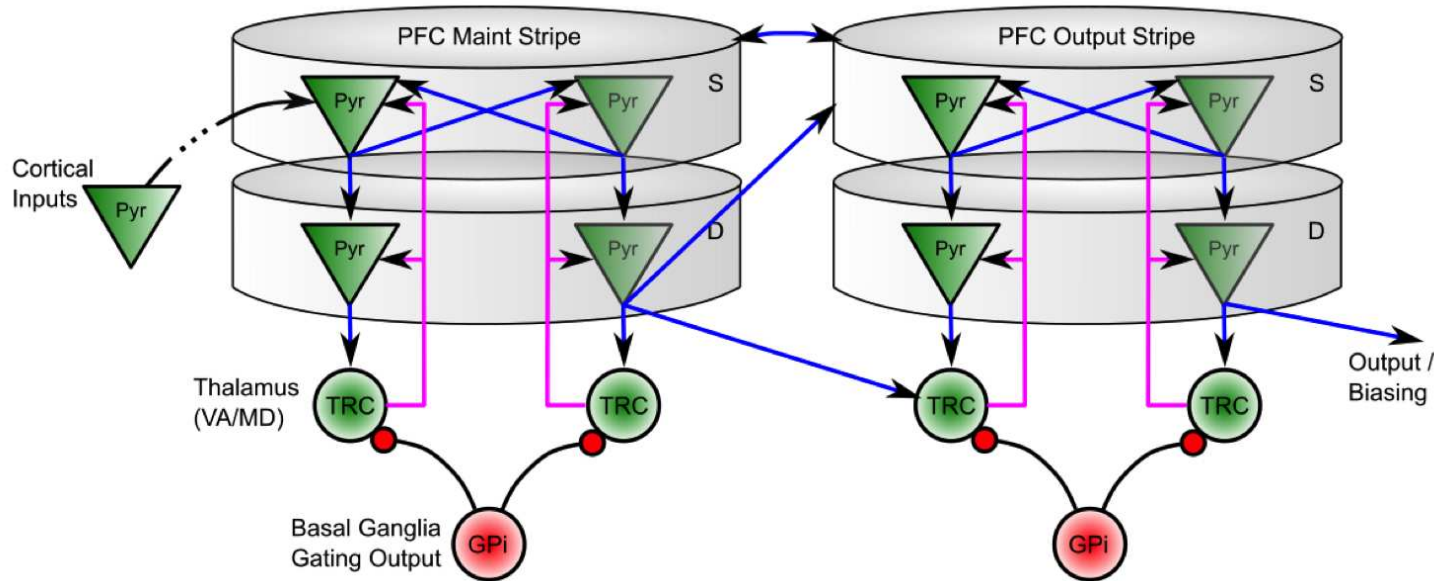 PFC Maint Stripe
PFC Output Stripe
Pyr
Pyr
S
Pyr
Pyr
S
Cortical
Inputs
Pyr
Pyr
Pyr
D
Pyr
Pyr
D
Thalamus
(VA/MD)
TRC
TRC
TRC
TRC
Output /
Biasing
Basal Ganglia
Gating Output
GPi
GPi